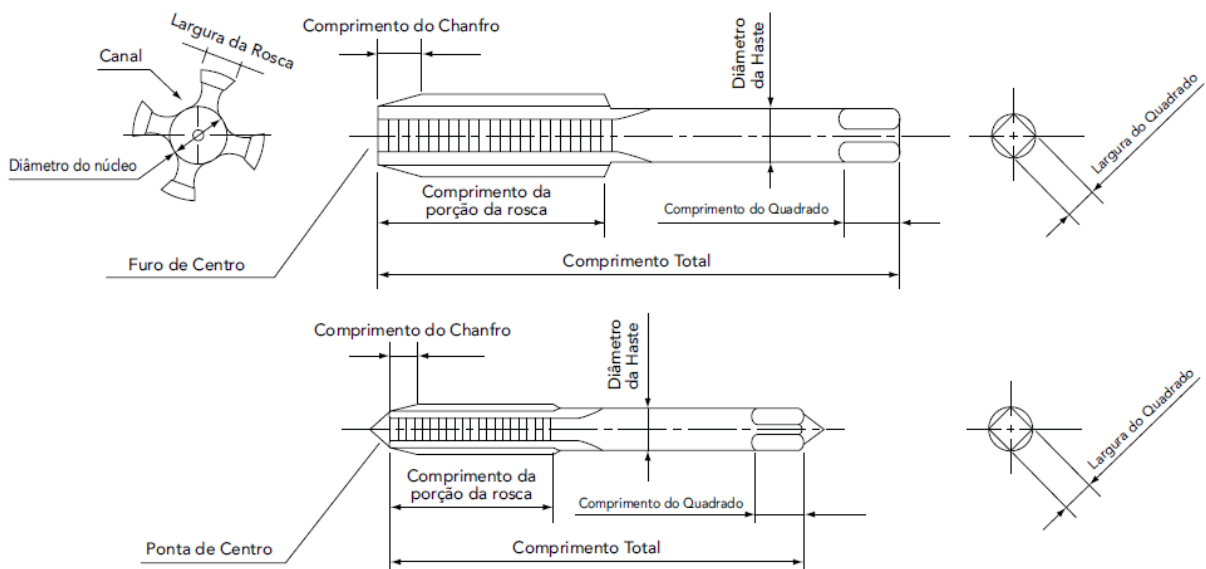 Comprimento do Chanfro
Largura da Rosca
Canal
Diâmetro do núcleo
Diâmetro
da Haste
Largura do Quadrado
Comprimento da
porção da rosca
Comprimento do Quadrado
Furo de Centro
Comprimento Total
Comprimento do Chanfro
Diâmetro
da Haste
Largura do Quadrado
Comprimento da
porção da rosca
Comprimento do Quadrado
Ponta de Centro
Comprimento Total